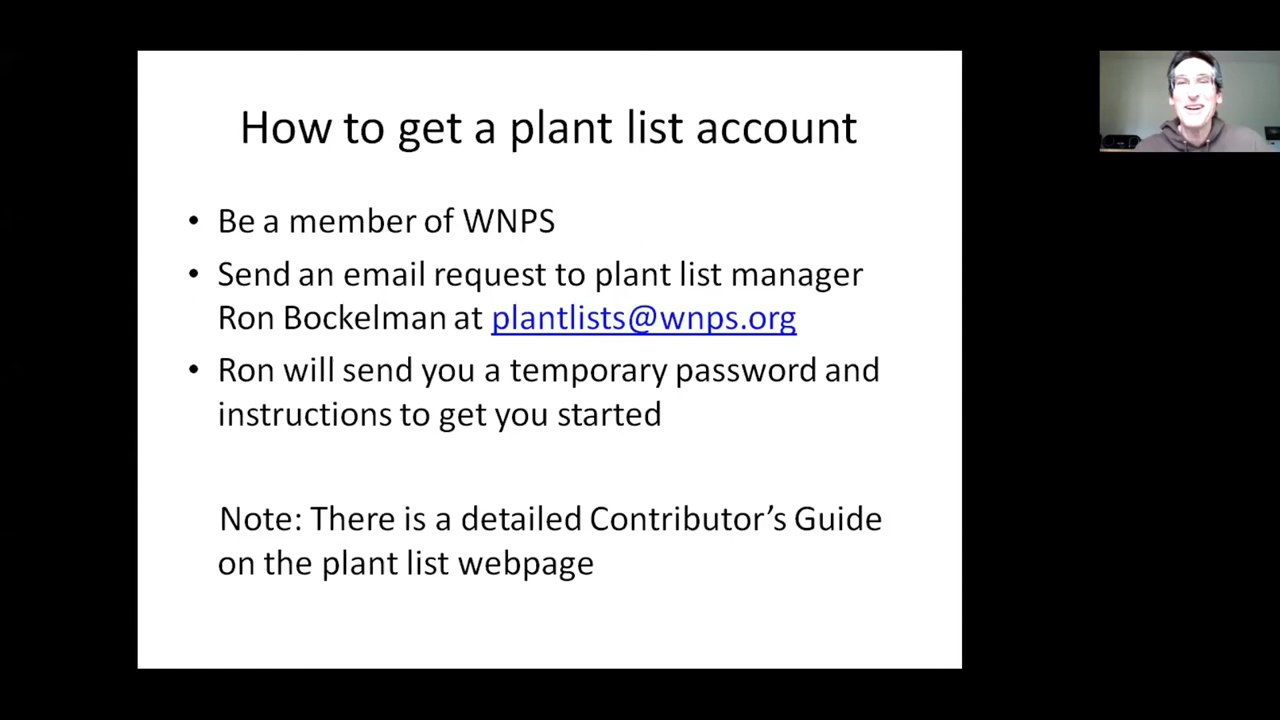 How to get a plant list account
• Be a member of WNPS
• Send an email request to plant list manager
Ron Bockelman at plantlists@wnps.org
• Ron will send you a temporary password and
instructions to get you started
Note: There is a detailed Contributor’s Guide
on the plant list webpage